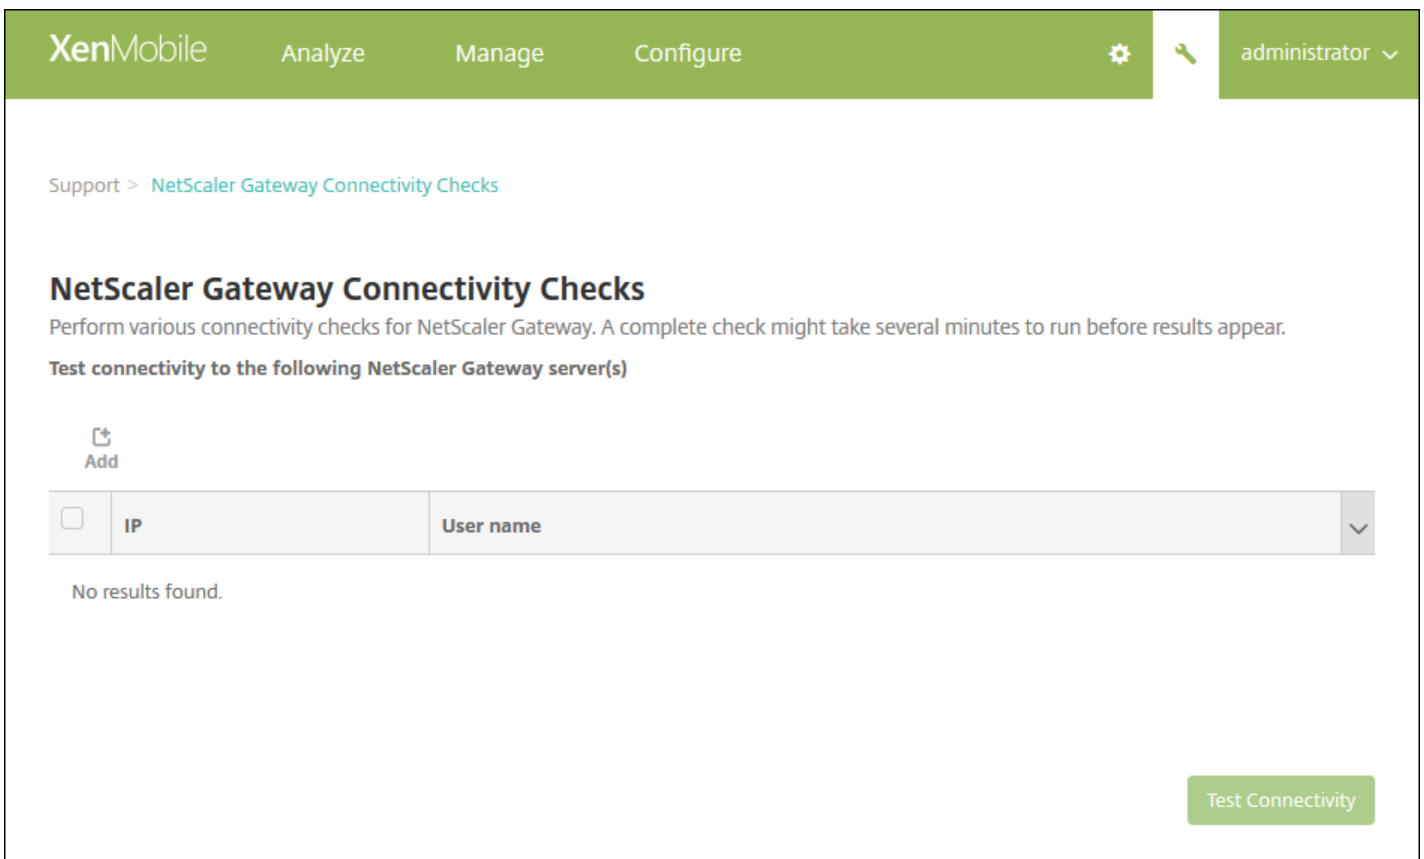 XenMobile Analyze Manage Configure administrator
Support > NetScaler Gateway Connectivity Checks
NetScaler Gateway Connectivity Checks
Perform various connectivity checks for NetScaler Gateway. A complete check might take several minutes to run before results appear.
Test connectivity to the following NetScaler Gateway server(s)
Add
IP User name
No results found.
Test Connectivity